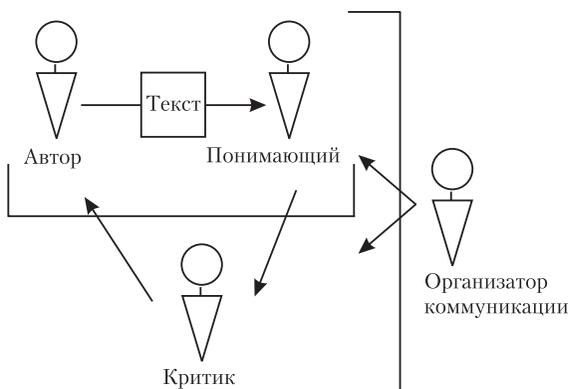 Текст
Автор
Понимающий
Организатор
коммуникации
Критик